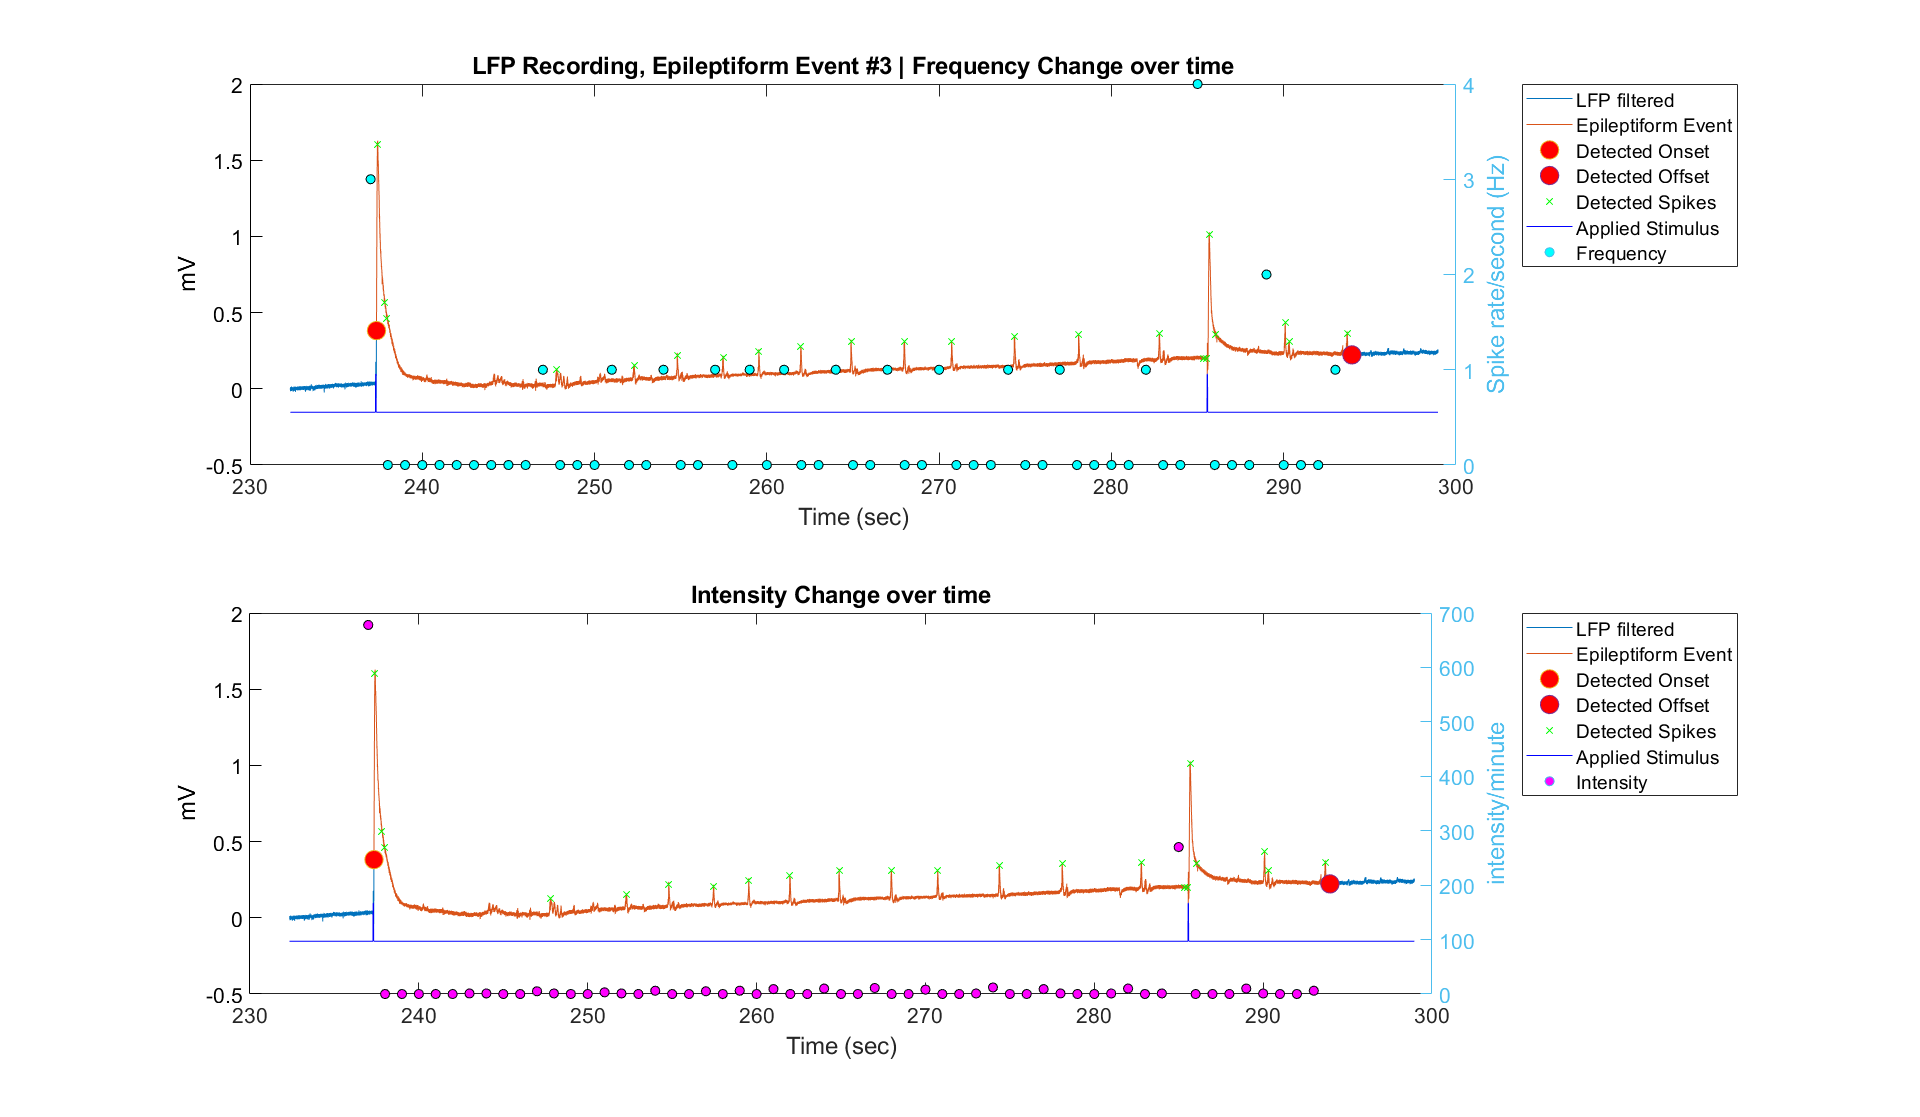 LFP Recording, Epileptiform Event #3 | Frequency Change over time
2
1.5
1
0.5
0
-0.5
mV
230
240
250
260
270
280
290
300
Time (sec)
4
3
2
1
0
Spike rate/second (Hz)
LFP filtered
Epileptiform Event
Detected Onset
Detected Offset
Detected Spikes
Applied Stimulus
Frequency
Intensity Change over time
2
1.5
1
0.5
0
-0.5
mV
230
240
250
260
270
280
290
300
Time (sec)
700
600
500
400
300
200
100
0
intensity/minute
LFP filtered
Epileptiform Event
Detected Onset
Detected Offset
Detected Spikes
Applied Stimulus
Intensity